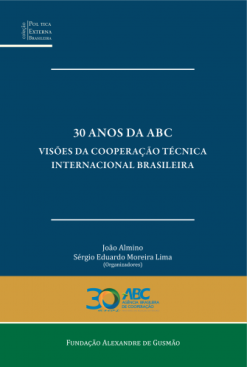 coleção
POLÍTICA
EXTERNA
BRASILEIRA
30 ANOS DA ABC
VISÕES DA COOPERAÇÃO TÉCNICA
INTERNACIONAL BRASILEIRA
João Almino
Sérgio Eduardo Moreira Lima
(Organizadores)
30 ABC
AGÊNCIA BRASILEIRA
DE COOPERAÇÃO
FUNDAÇÃO ALEXANDRE DE GUSMÃO